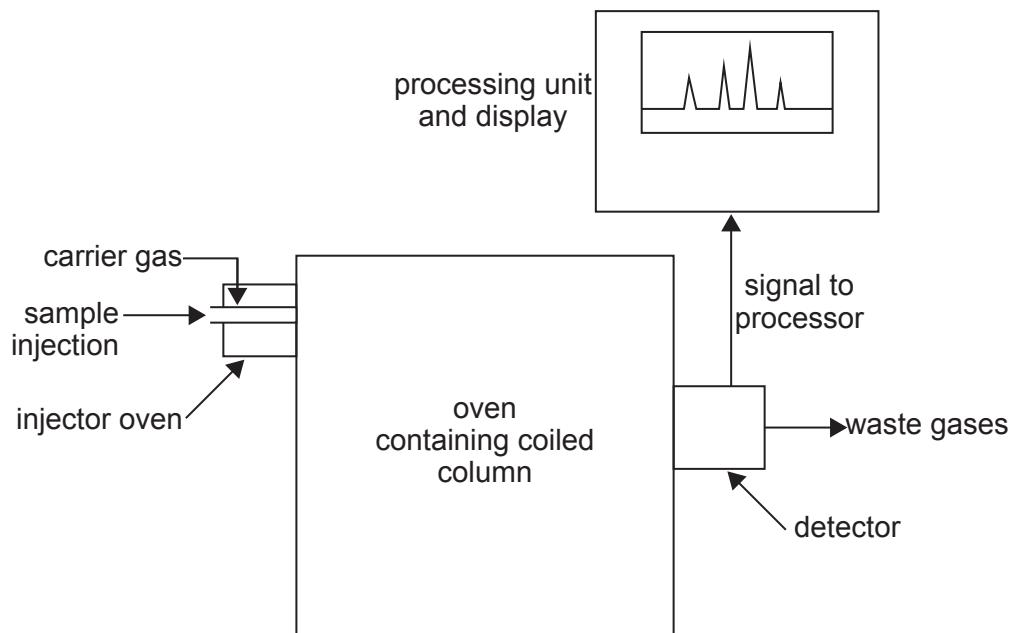 processing unit
and display
carrier gas
sample
injection
injector oven
signal to
processor
oven
containing coiled
column
waste gases
detector